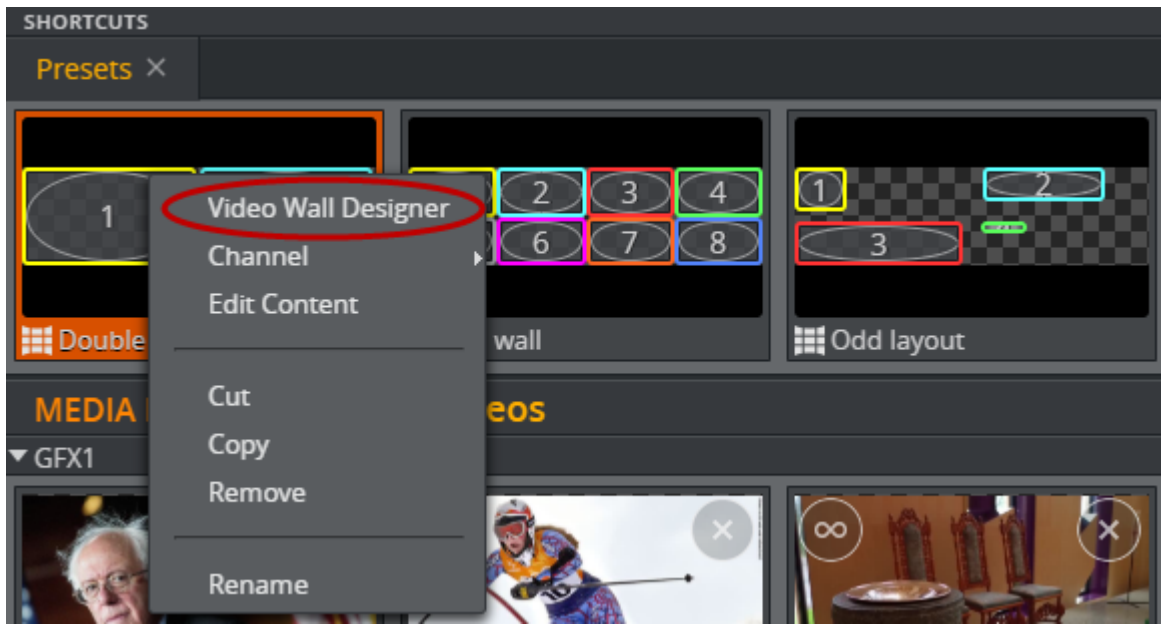 SHORTCUTS
Presets ×
1
2 3 4
6 7 8
1 2
3
Video Wall Designer
Channel
Edit Content
Cut
Copy
Remove
Rename
Double
wall
Odd layout
MEDIA
eos
GFX1